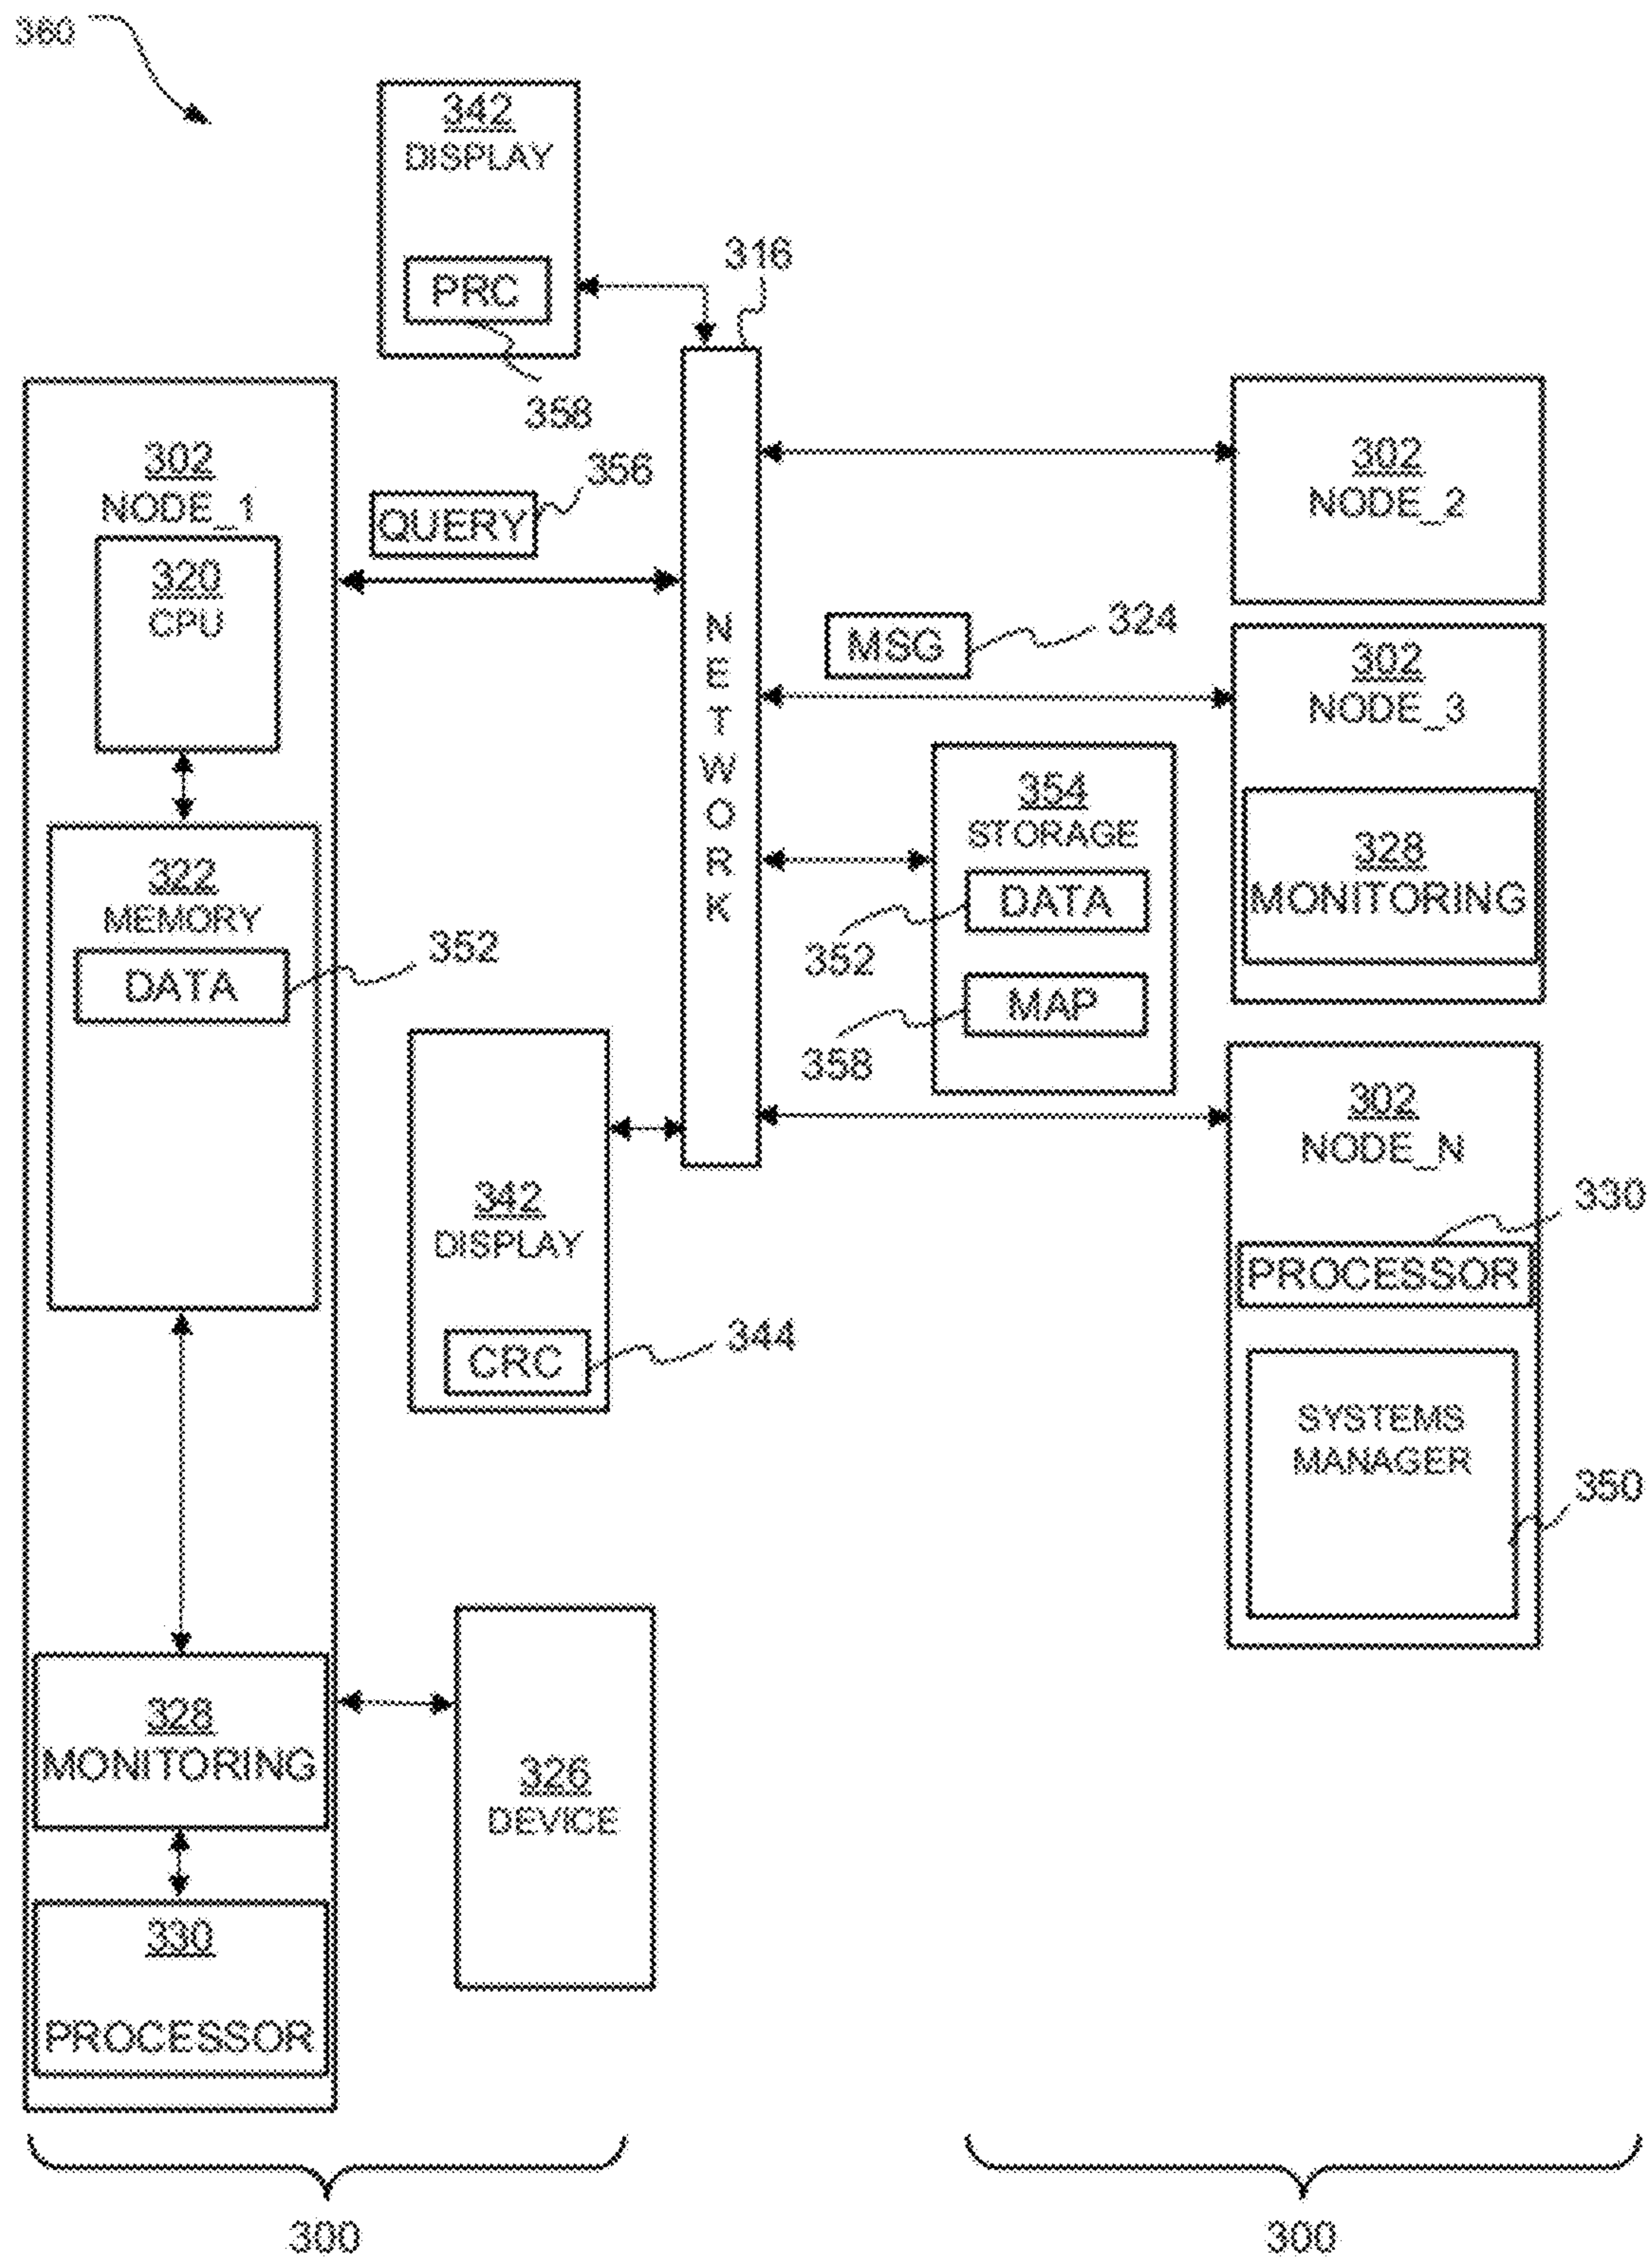 360
342
DISPLAY
PRC
358
316
302
NODE_1
320
CPU
322
MEMORY
DATA
352
328
MONITORING
330
PROCESSOR
QUERY
356
NETWORK
342
DISPLAY
CRC
344
326
DEVICE
302
NODE_2
MSG
324
302
NODE_3
328
MONITORING
354
STORAGE
DATA
352
MAP
358
302
NODE_N
330
PROCESSOR
SYSTEMS
MANAGER
350
300
300